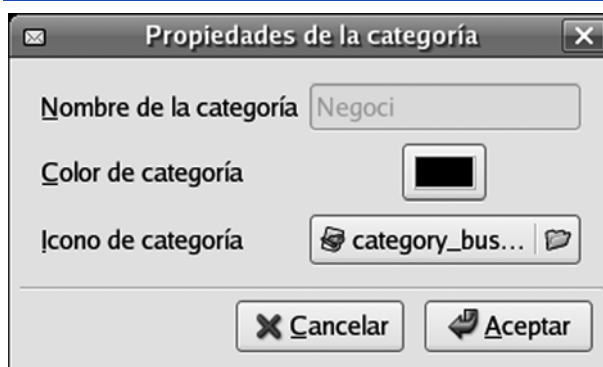 Propiedades de la categoría
Nombre de la categoría Negoci
Color de categoría
Icono de categoría category_bus...
Cancelar Aceptar